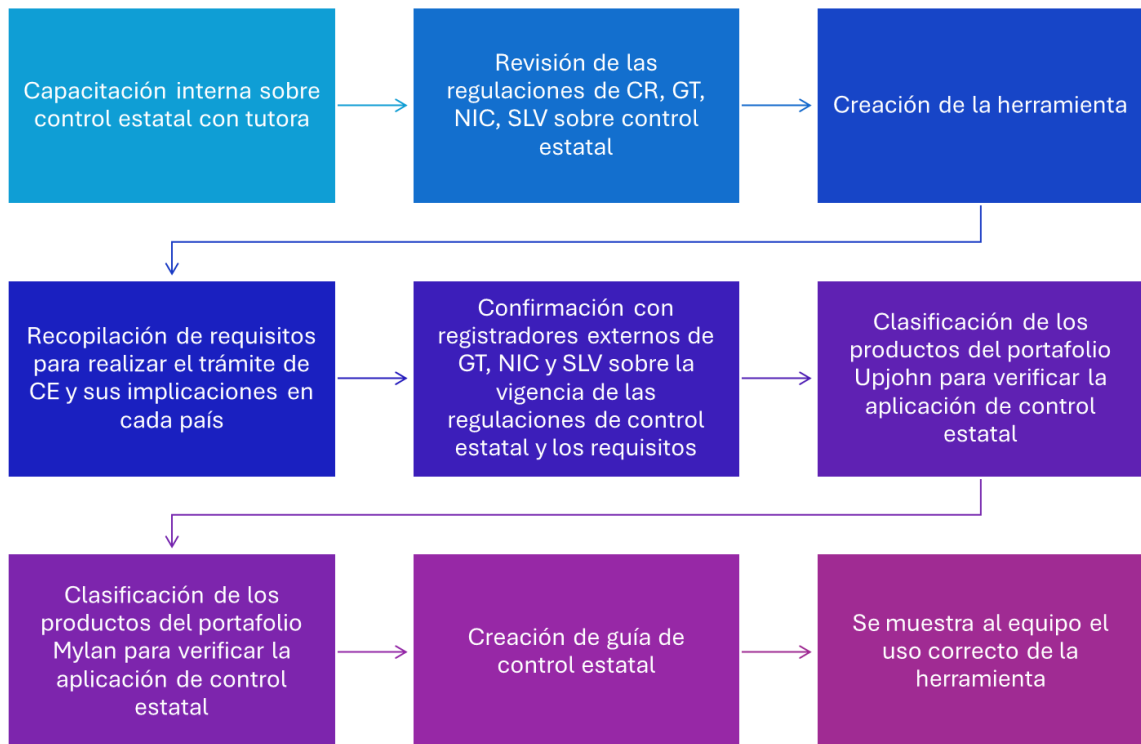 Capacitación interna sobre
control estatal con tutora
Revisión de las
regulaciones de CR, GT,
NIC, SLV sobre control
estatal
Creación de la herramienta
Recopilación de requisitos
para realizar el trámite de
CE y sus implicaciones en
cada país
Confirmación con
registradores externos de
GT, NIC y SLV sobre la
vigencia de las
regulaciones de control
estatal y los requisitos
Clasificación de los
productos del portafolio
Upjohn para verificar la
aplicación de control
estatal
Clasificación de los
productos del portafolio
Mylan para verificar la
aplicación de control
estatal
Creación de guía de
control estatal
Se muestra al equipo el
uso correcto de la
herramienta